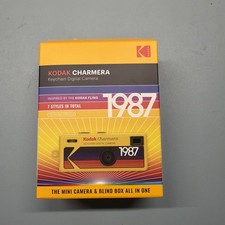 Kodak
KODAK CHARMERA
Keychain Digital Camera
INSPIRED BY THE KODAK FLING
7 STYLES IN TOTAL
1987
Kodak Charmera
1987
THE MINI CAMERA & BLIND BOX ALL IN ONE